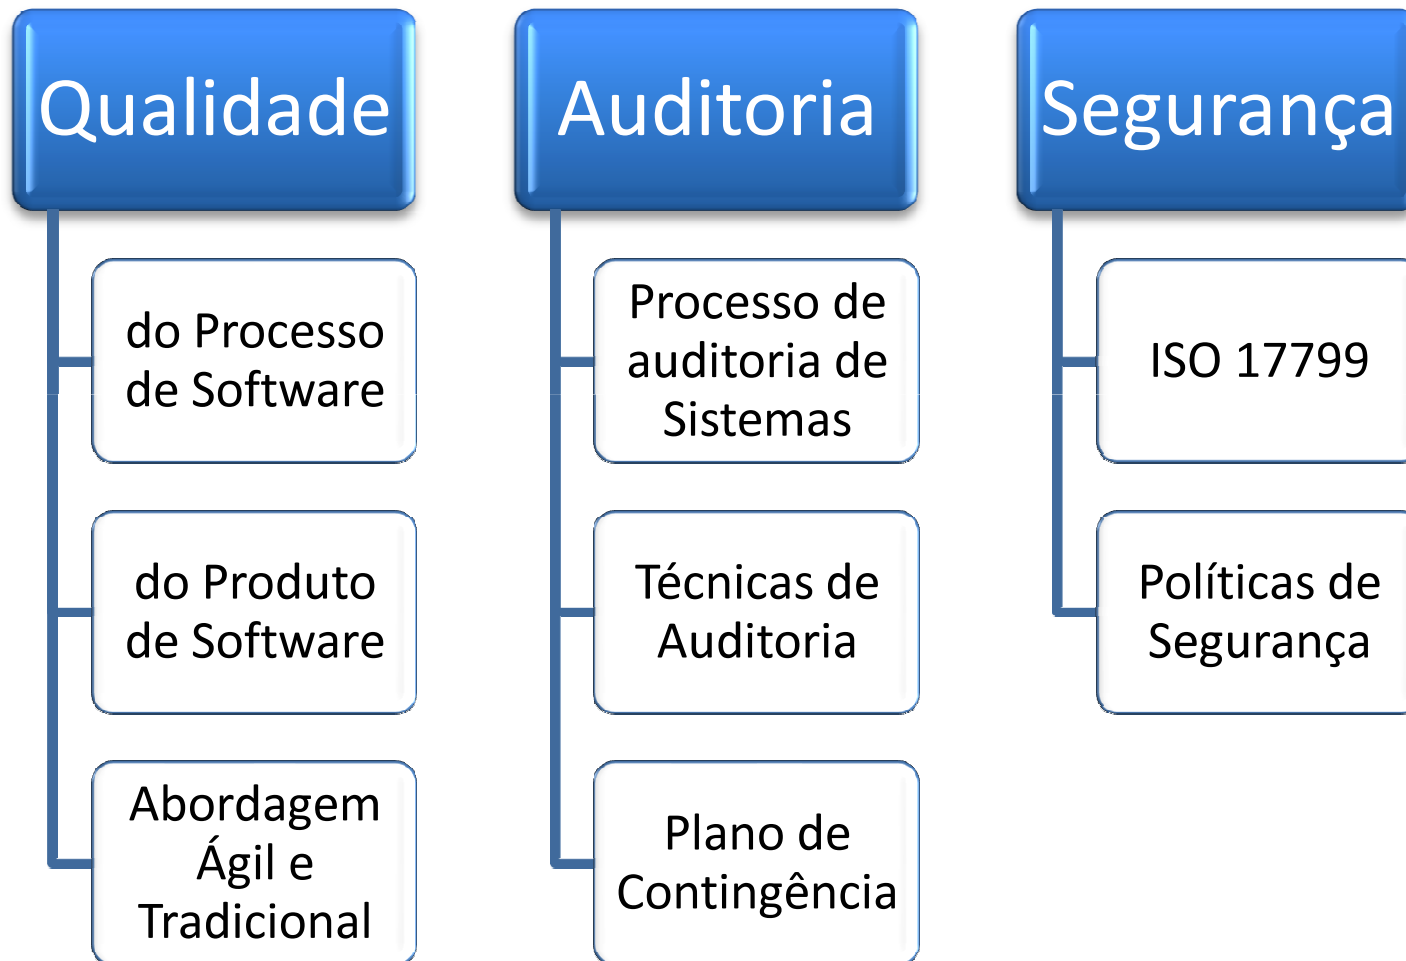 Qualidade
do Processo
de Software
do Produto
de Software
Abordagem
Ágil e
Tradicional
Auditoria
Processo de
auditoria de
Sistemas
Técnicas de
Auditoria
Plano de
Contingência
Segurança
ISO 17799
Políticas de
Segurança